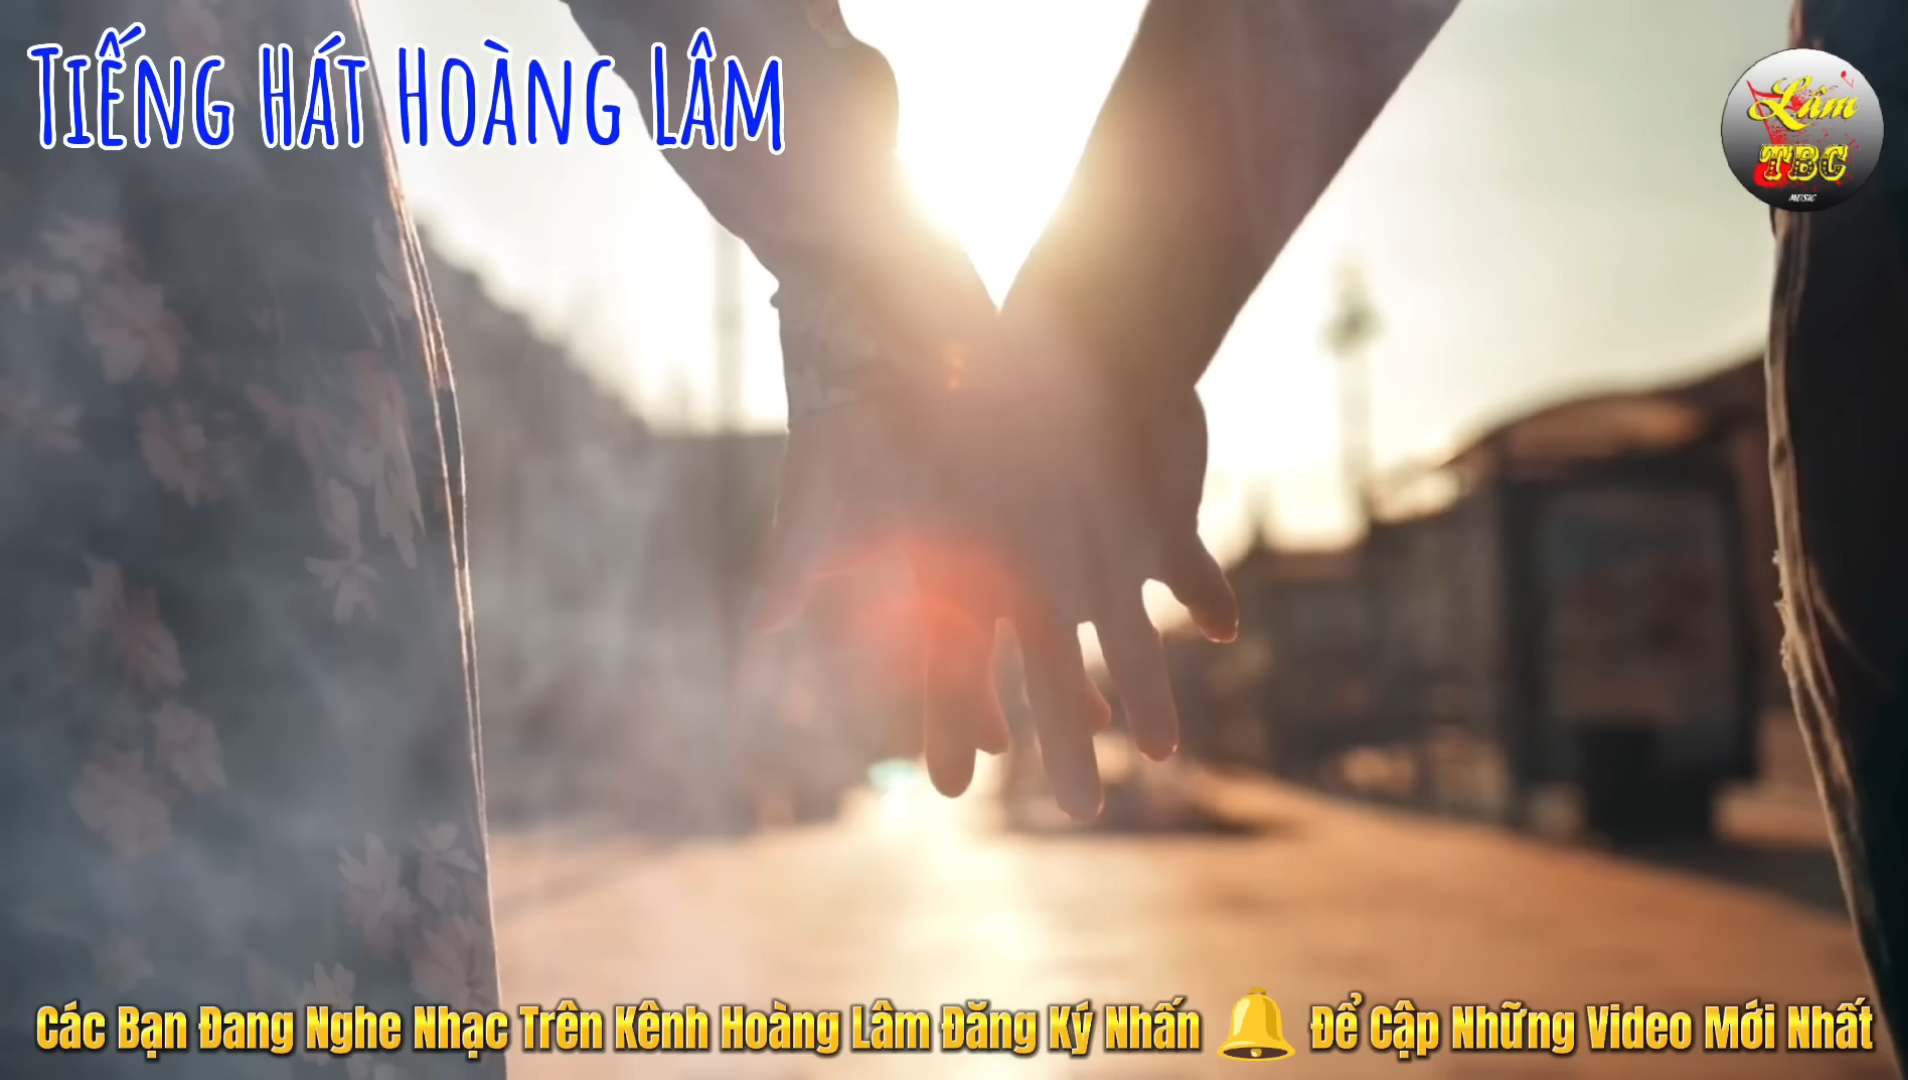 Tiếng Hát Hoàng Lâm
Lâm
TBC
MUSIC
Các Bạn Đang Nghe Nhạc Trên Kênh Hoàng Lâm Đăng Ký Nhấn 🔔 Để Cập Những Video Mới Nhất